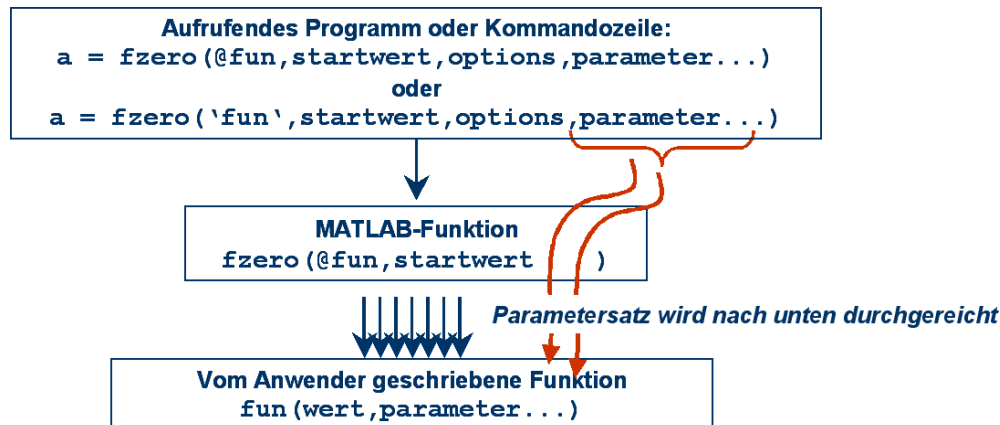 Aufrufendes Programm oder Kommandozeile:
a = fzero(@fun,startwert,options,parameter...)
oder
a = fzero(‘fun‘,startwert,options,parameter...)
MATLAB-Funktion
fzero(@fun,startwert )
Parametersatz wird nach unten durchgereicht
Vom Anwender geschriebene Funktion
fun(wert,parameter...)